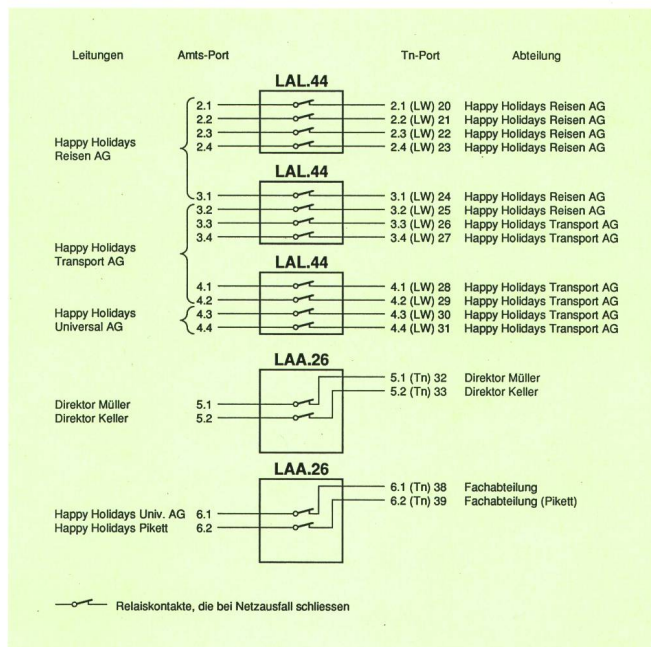 Leitungen Amts-Port Tn-Port Abteilung
LAL.44
2.1 2.1 (LW) 20 Happy Holidays Reisen AG
2.2 2.2 (LW) 21 Happy Holidays Reisen AG
2.3 2.3 (LW) 22 Happy Holidays Reisen AG
2.4 2.4 (LW) 23 Happy Holidays Reisen AG
Happy Holidays
Reisen AG
LAL.44
3.1 3.1 (LW) 24 Happy Holidays Reisen AG
3.2 3.2 (LW) 25 Happy Holidays Reisen AG
3.3 3.3 (LW) 26 Happy Holidays Transport AG
3.4 3.4 (LW) 27 Happy Holidays Transport AG
Happy Holidays
Transport AG
LAL.44
4.1 4.1 (LW) 28 Happy Holidays Transport AG
4.2 4.2 (LW) 29 Happy Holidays Transport AG
Happy Holidays 4.3 4.3 (LW) 30 Happy Holidays Transport AG
Universal AG 4.4 4.4 (LW) 31 Happy Holidays Transport AG
LAA.26
5.1 (Tn) 32 Direktor Müller
5.2 (Tn) 33 Direktor Keller
Direktor Müller 5.1
Direktor Keller 5.2
LAA.26
6.1 (Tn) 38 Fachabteilung
6.2 (Tn) 39 Fachabteilung (Pikett)
Happy Holidays Univ. AG 6.1
Happy Holidays Pikett 6.2
Relaiskontakte, die bei Netzausfall schliessen